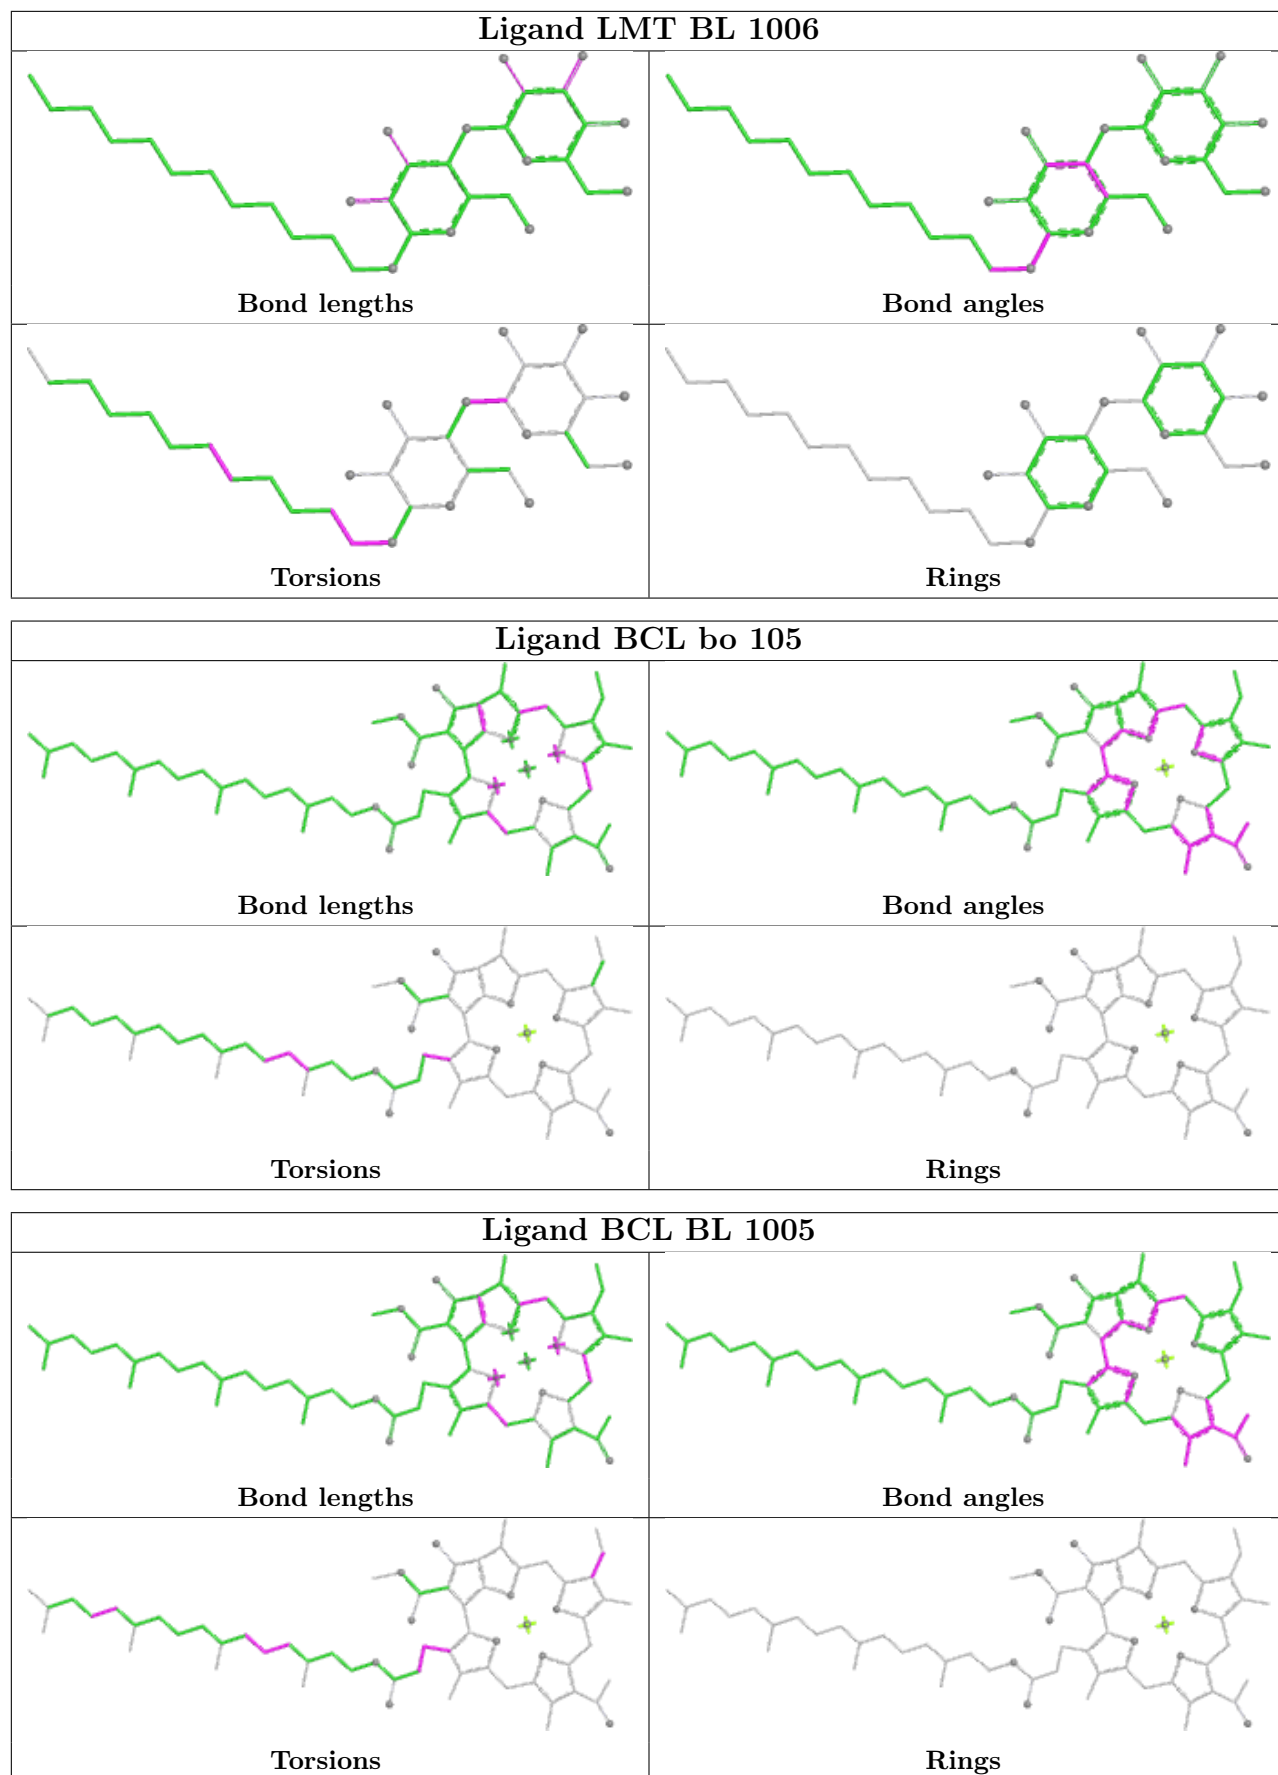 Ligand LMT BL 1006
Bond lengths
Bond angles
Torsions
Rings
Ligand BCL bo 105
Bond lengths
Bond angles
Torsions
Rings
Ligand BCL BL 1005
Bond lengths
Bond angles
Torsions
Rings